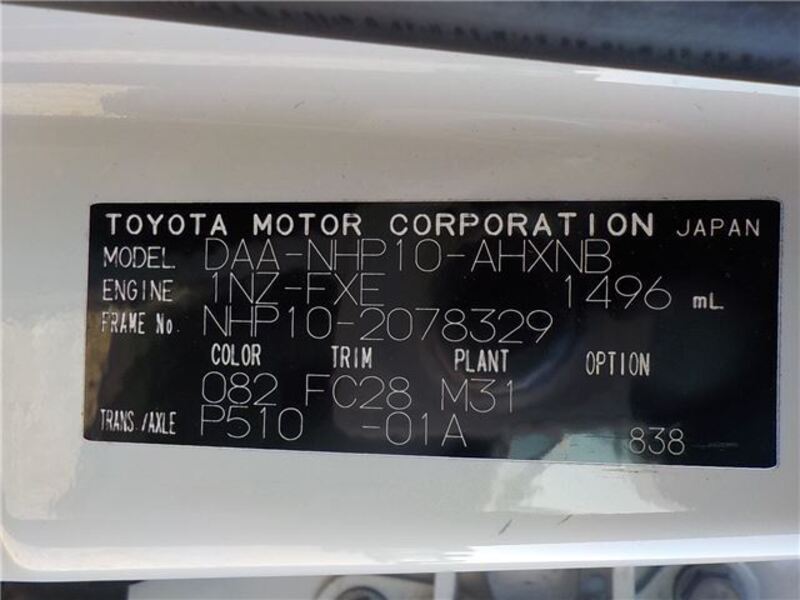 TOYOTA MOTOR CORPORATION JAPAN
MODEL DAA-NHP10-AHXNB
ENGINE 1NZ-FXE 1496 mL
FRAME No. NHP10-2078329
COLOR TRIM PLANT OPTION
082 FC28 M31
TRANS./AXLE P510 -01A 838